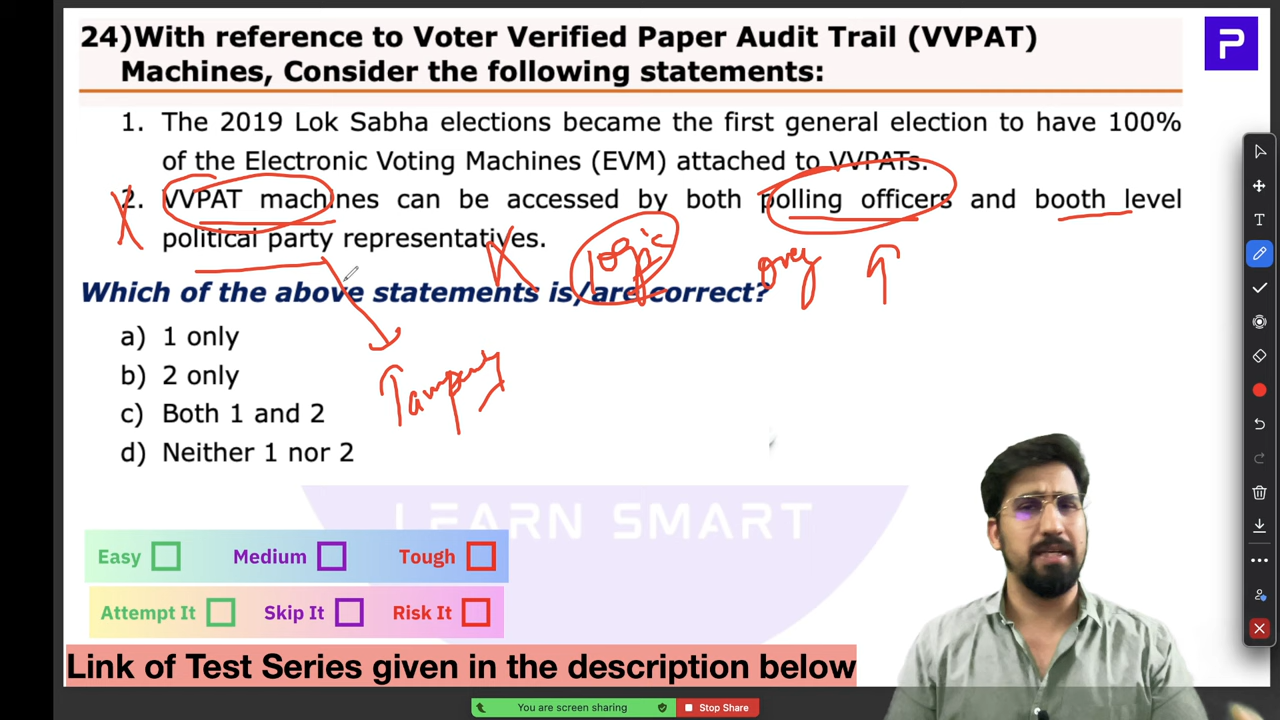 24)With reference to Voter Verified Paper Audit Trail (VVPAT)
Machines, Consider the following statements:
P
1. The 2019 Lok Sabha elections became the first general election to have 100%
of the Electronic Voting Machines (EVM) attached to VVPATs.
2. VVPAT machines can be accessed by both polling officers and booth level
political party representatives.
logic
Which of the above statements is/are correct?
a) 1 only
b) 2 only
c) Both 1 and 2
d) Neither 1 nor 2
LEARN SMART
Easy Medium Tough
Attempt It Skip It Risk It
Link of Test Series given in the description below
You are screen sharing Stop Share